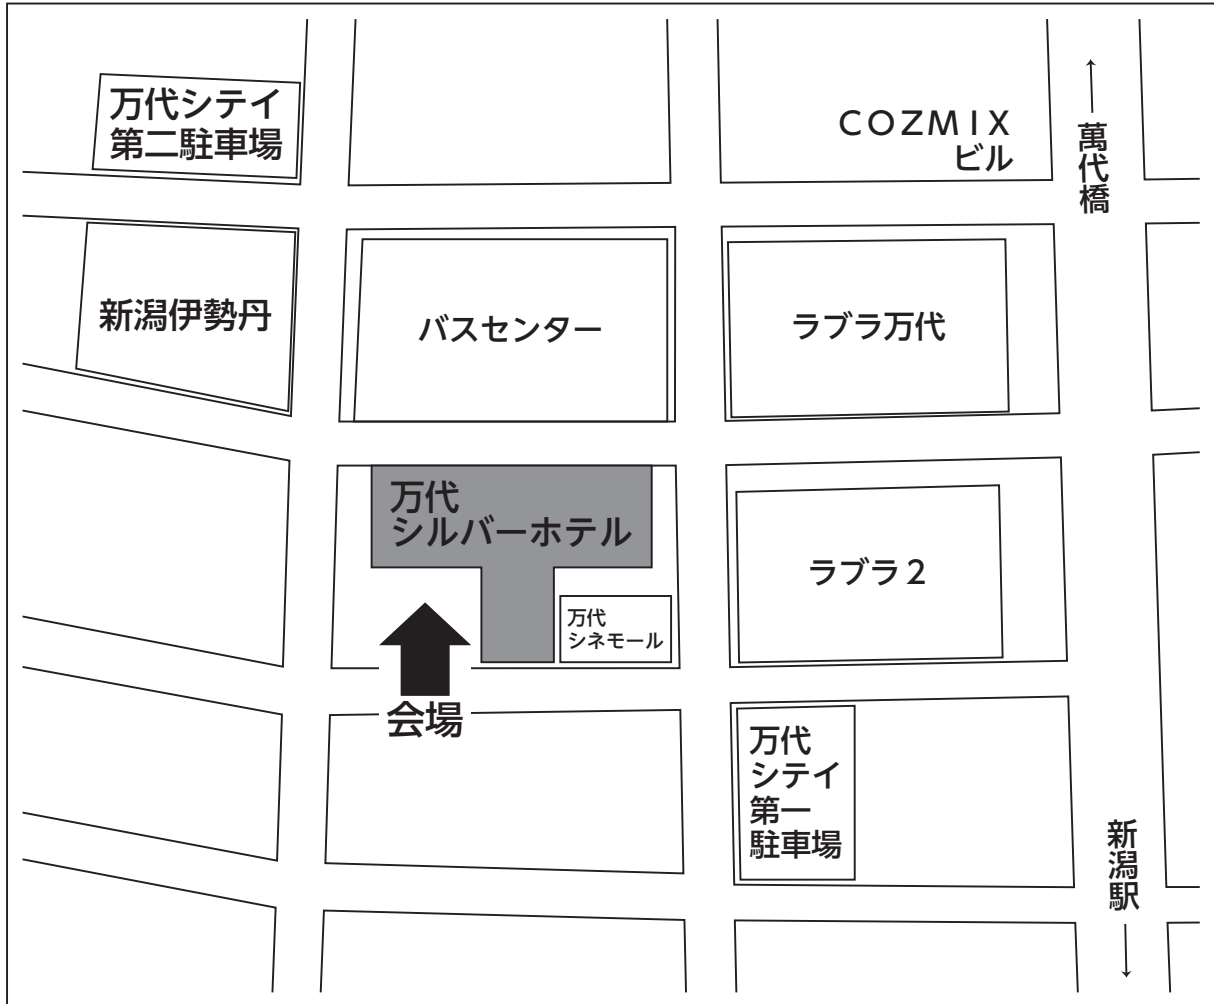 万代シテイ
第二駐車場
COZMIX
ビル
↑
萬代橋
新潟伊勢丹
バスセンター
ラブラ万代
万代
シルバーホテル
万代
シネモール
ラブラ2
会場
万代
シテイ
第一
駐車場
新潟駅
↓